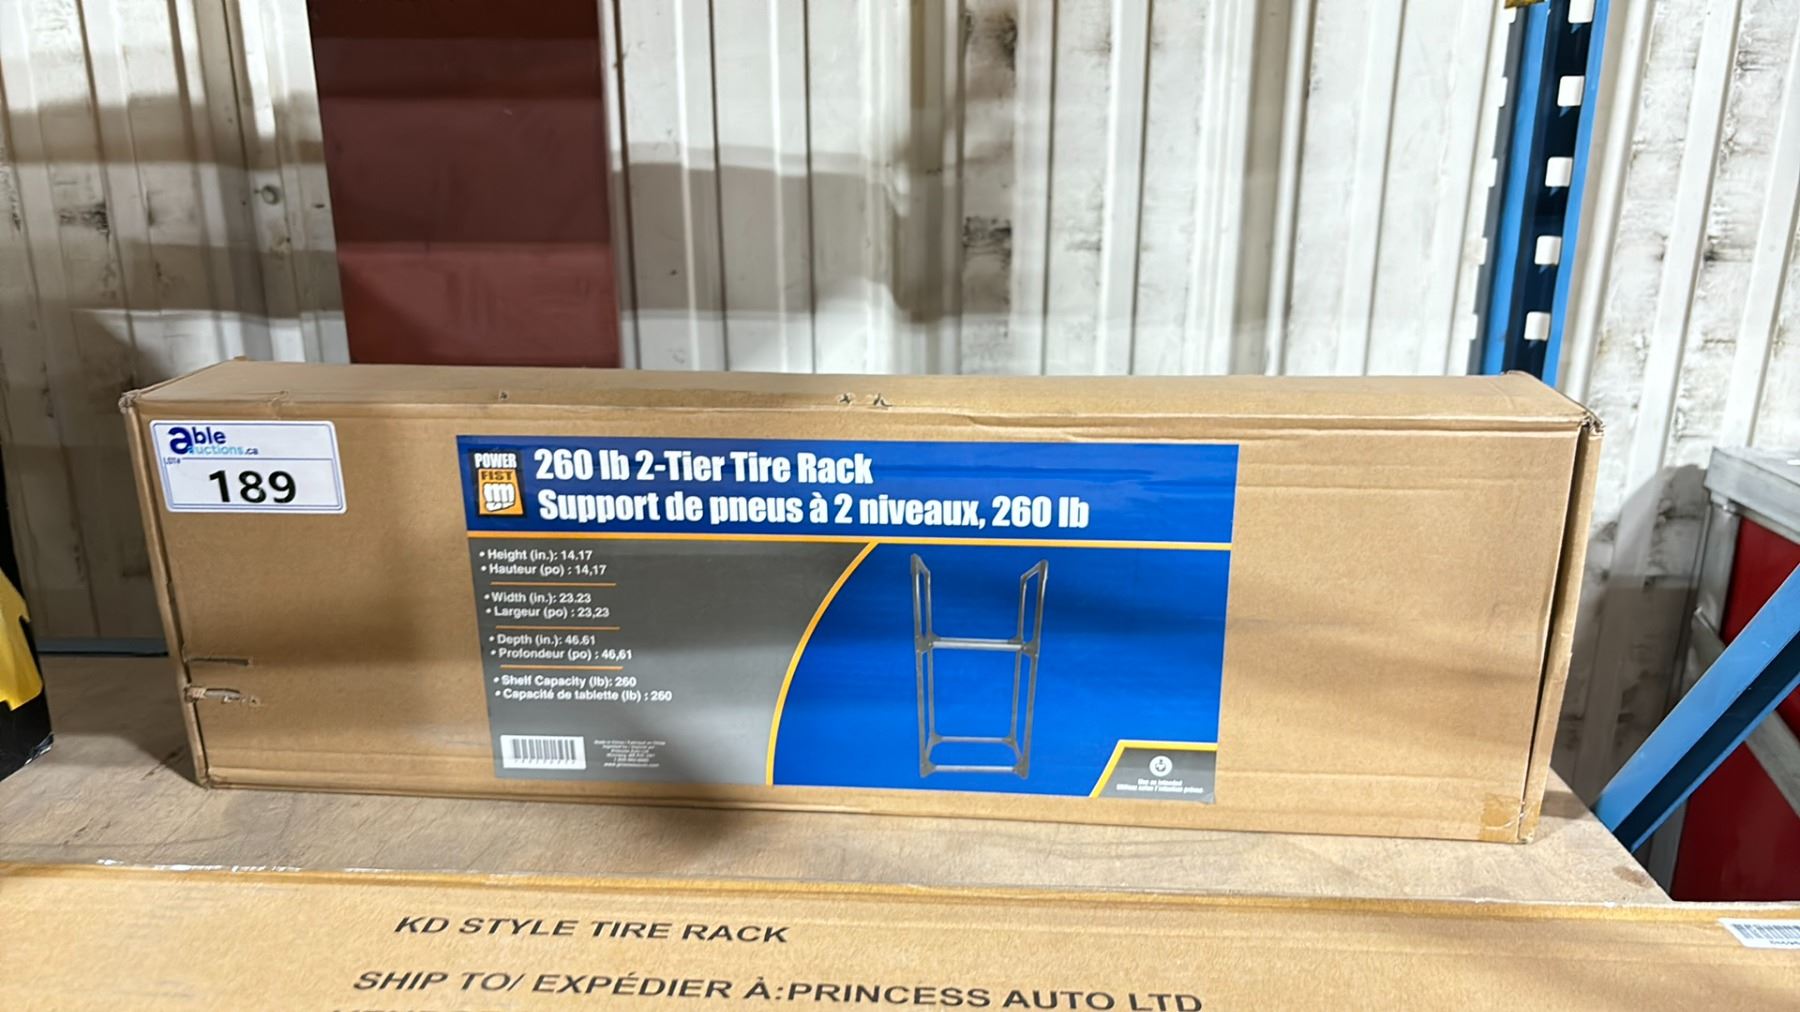 able
auctions.ca
LOT#
189
POWER
FIST
260 lb 2-Tier Tire Rack
Support de pneus à 2 niveaux, 260 lb
• Height (in.): 14.17
• Hauteur (po) : 14,17
• Width (in.): 23.23
• Largeur (po) : 23,23
• Depth (in.): 46.61
• Profondeur (po) : 46,61
• Shelf Capacity (lb): 260
• Capacité de tablette (lb) : 260
KD STYLE TIRE RACK
SHIP TO/ EXPÉDIER À:PRINCESS AUTO LTD